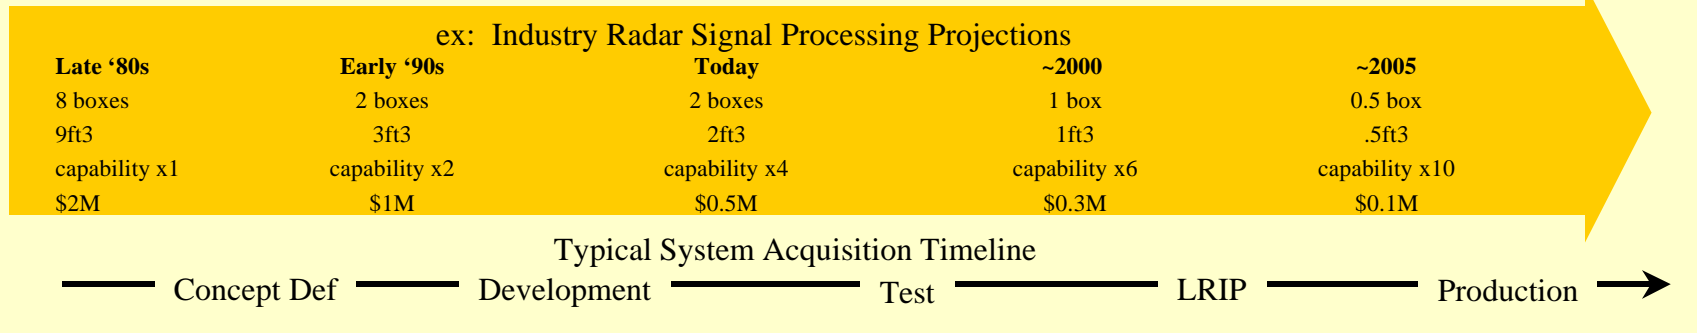 ex:  Industry Radar Signal Processing Projections
Late ‘80s Early ‘90s Today ~2000 ~2005
8 boxes 2 boxes 2 boxes 1 box 0.5 box
9ft3 3ft3 2ft3 1ft3 .5ft3
capability x1 capability x2 capability x4 capability x6 capability x10
$2M $1M $0.5M $0.3M $0.1M
Typical System Acquisition Timeline
Concept Def Development Test LRIP Production